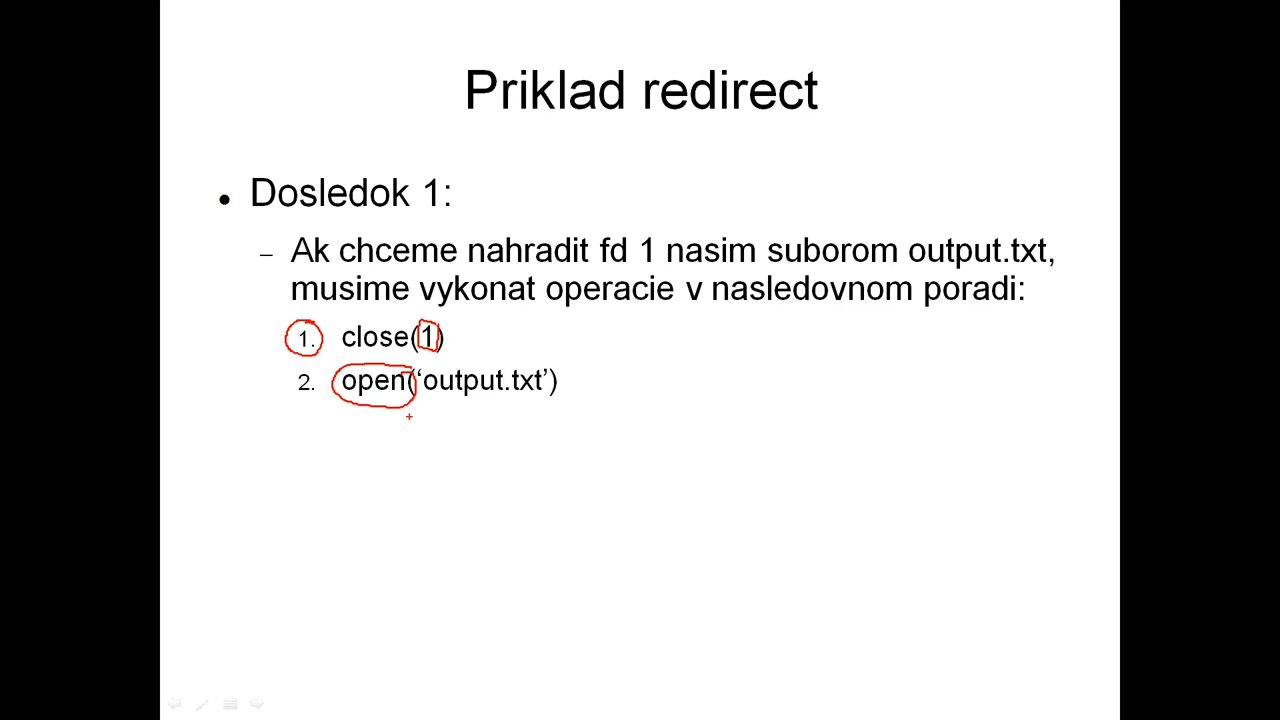 Priklad redirect
• Dosledok 1:
– Ak chceme nahradit fd 1 nasim suborom output.txt,
musime vykonat operacie v nasledovnom poradi:
1. close(1)
2. open(‘output.txt’)